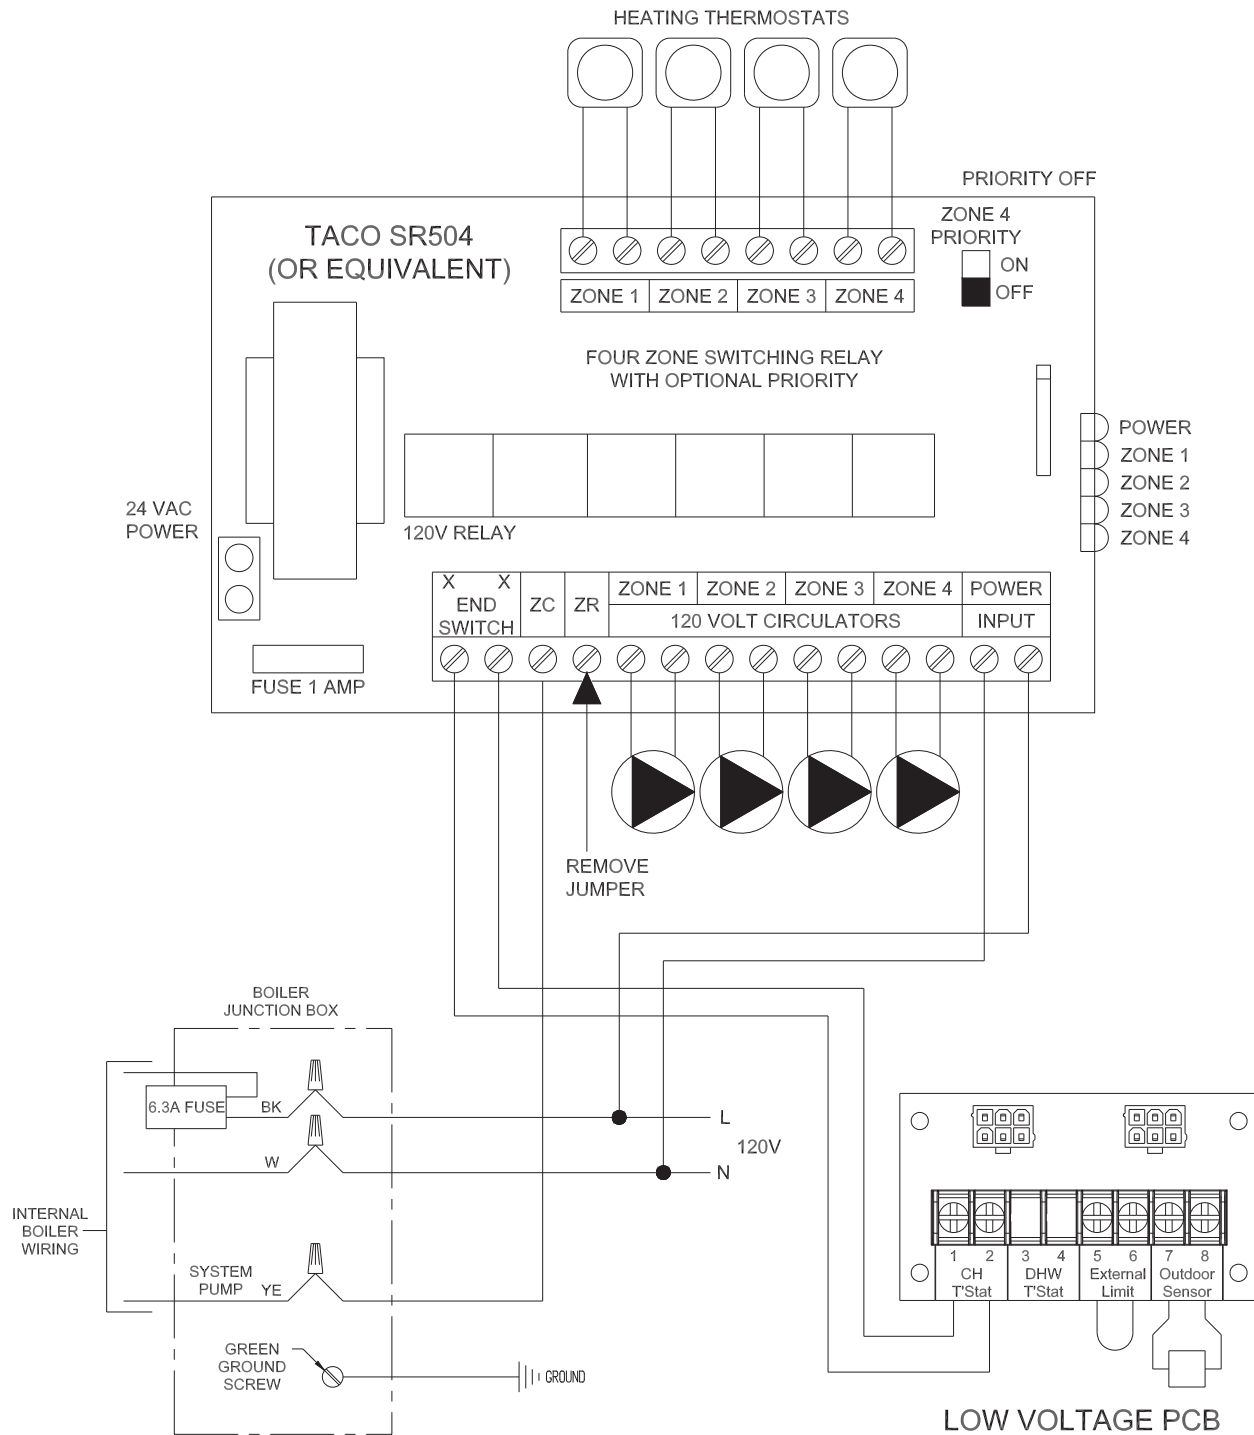 HEATING THERMOSTATS
PRIORITY OFF
TACO SR504
(OR EQUIVALENT)
ZONE 4
PRIORITY
ON
OFF
ZONE 1 ZONE 2 ZONE 3 ZONE 4
FOUR ZONE SWITCHING RELAY
WITH OPTIONAL PRIORITY
POWER
ZONE 1
ZONE 2
ZONE 3
ZONE 4
24 VAC
POWER
120V RELAY
X X
END
SWITCH
ZC
ZR
ZONE 1 ZONE 2 ZONE 3 ZONE 4
120 VOLT CIRCULATORS
POWER
INPUT
FUSE 1 AMP
REMOVE
JUMPER
BOILER
JUNCTION BOX
6.3A FUSE
BK
L
120V
W
N
INTERNAL
BOILER
WIRING
SYSTEM
PUMP
YE
GREEN
GROUND
SCREW
GROUND
1 2 3 4 5 6 7 8
CH
T'Stat
DHW
T'Stat
External
Limit
Outdoor
Sensor
LOW VOLTAGE PCB